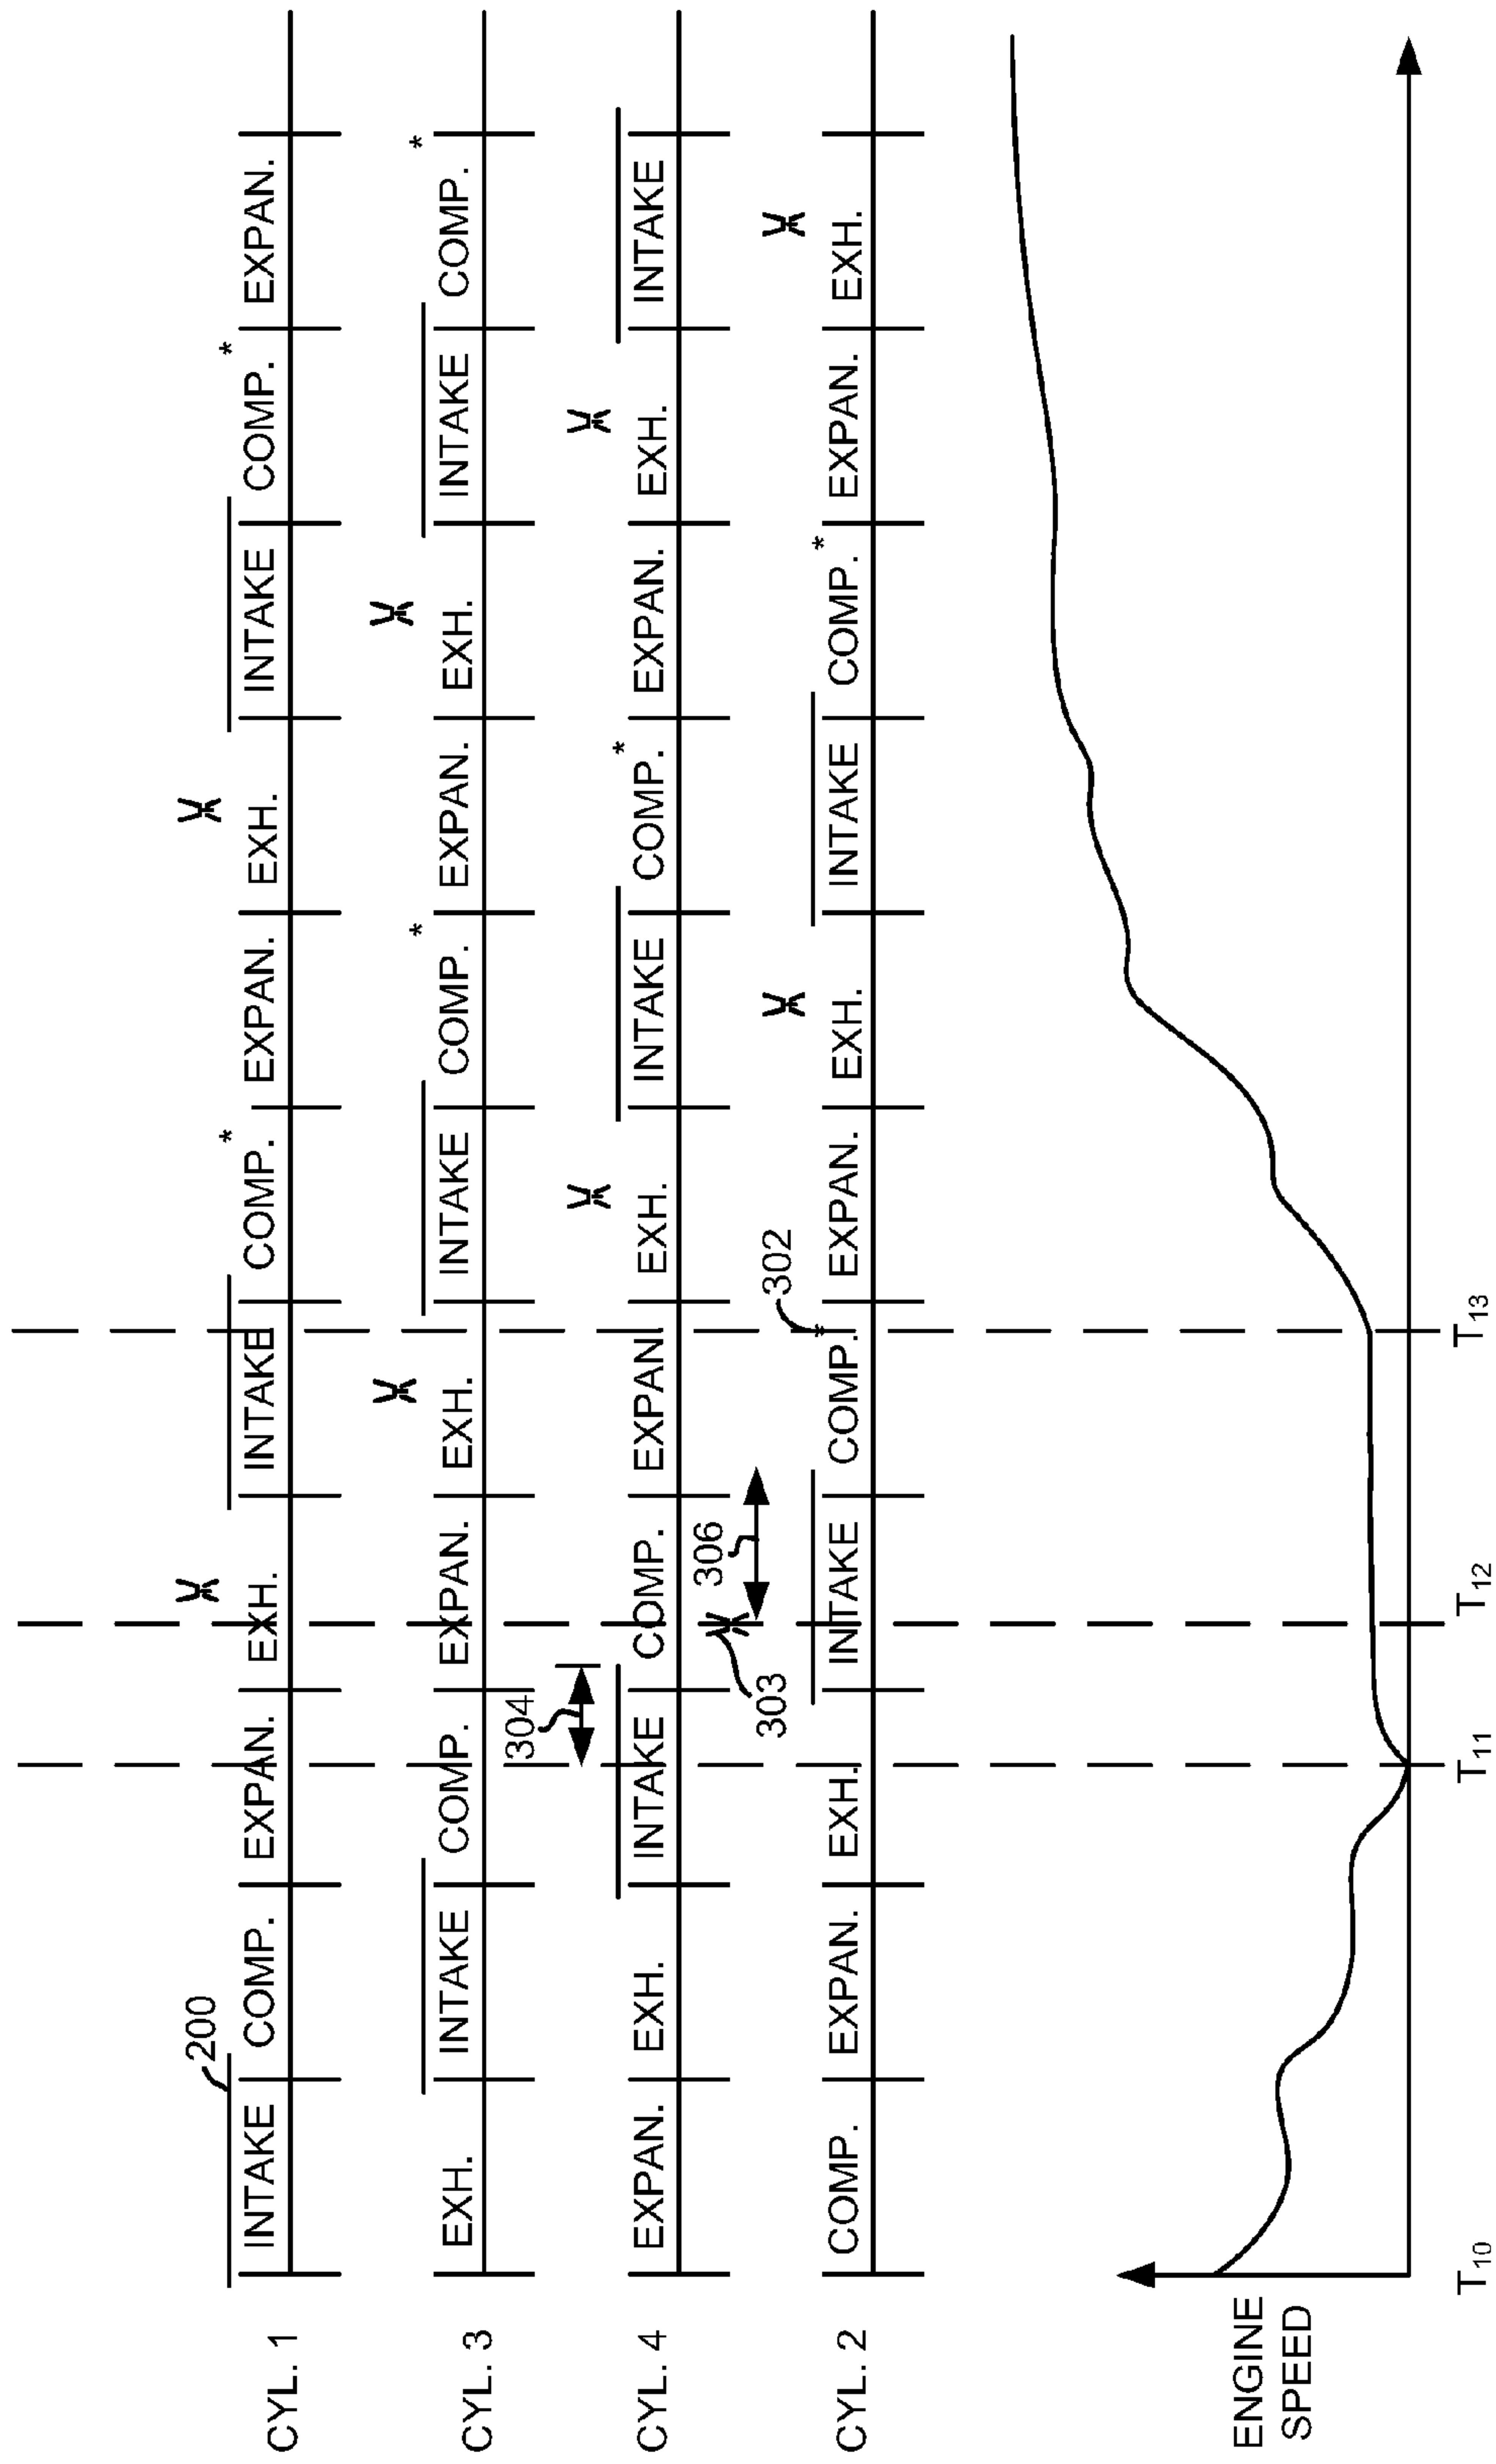 200
CYL. 1 INTAKE COMP. EXPAN. EXH. INTAKE COMP.* EXPAN. EXH. INTAKE COMP.* EXPAN.
CYL. 3 EXH. INTAKE COMP. EXPAN. EXH. INTAKE COMP.* EXPAN. EXH. INTAKE COMP.*
304
CYL. 4 EXPAN. EXH. INTAKE COMP. EXPAN EXH. INTAKE COMP.* EXPAN. EXH. INTAKE
306
303
302
CYL. 2 COMP. EXPAN. EXH. INTAKE COMP.* EXPAN. EXH. INTAKE COMP.* EXPAN. EXH.
ENGINE
SPEED
T10 T11 T12 T13